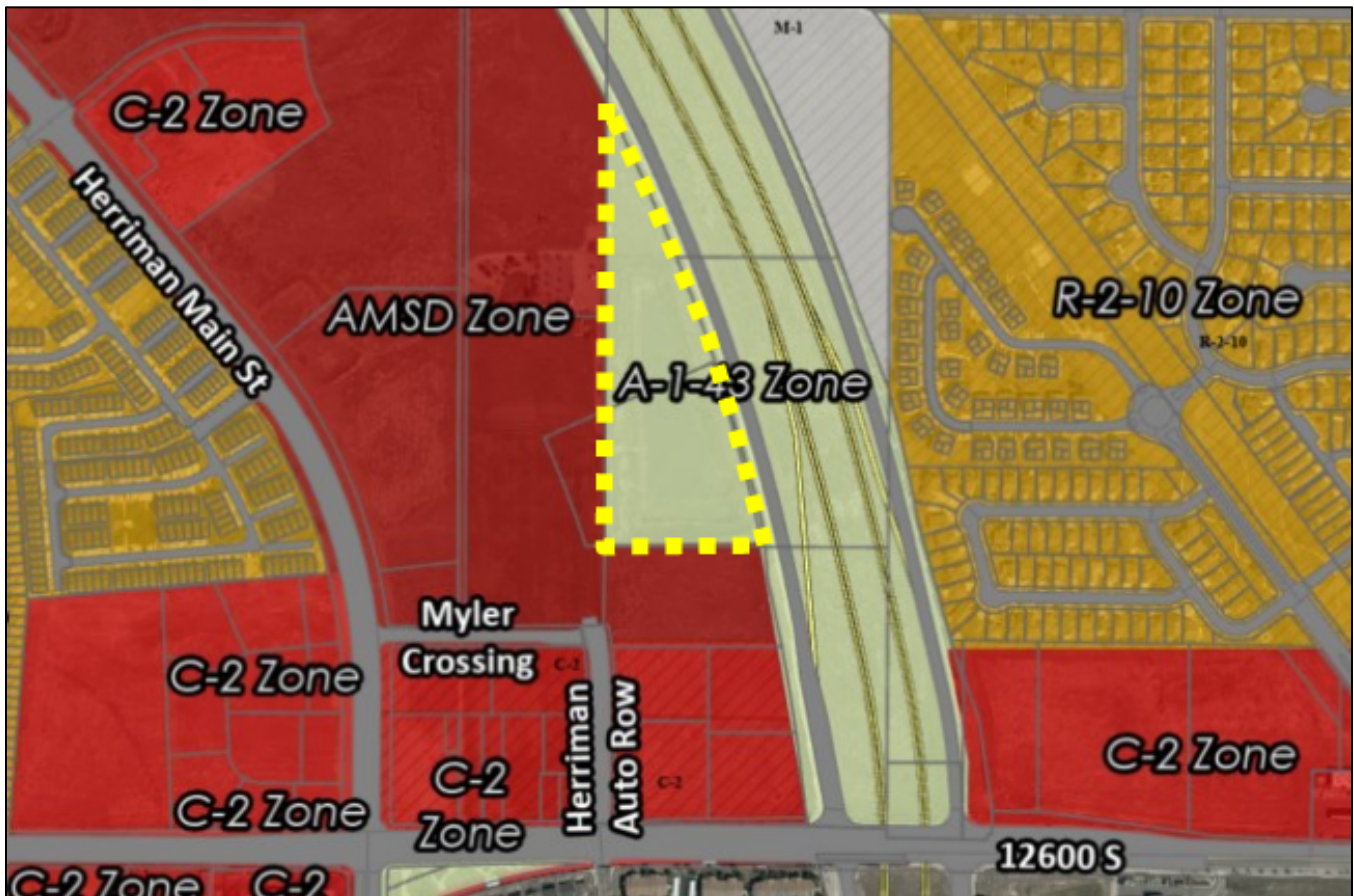 M-1
C-2 Zone
Herriman Main St
AMSD Zone
R-2-10 Zone
R-2-10
A-1-43 Zone
Myler
Crossing
C-2
C-2 Zone
Herriman
Auto Row
C-2 Zone
C-2
Zone
C-2
C-2 Zone
12600 S
C-2 Zone
C-2